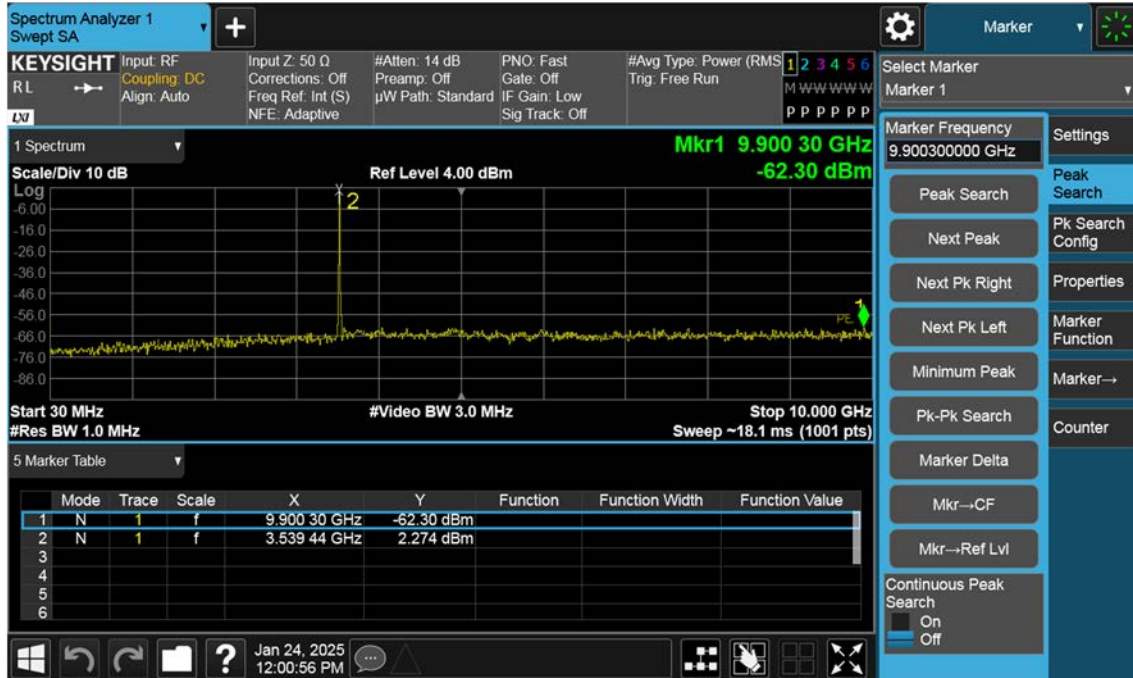 Spectrum Analyzer 1
Swept SA
+
Marker
KEYSIGHT
RL
LXI
Input: RF
Coupling: DC
Align: Auto
Input Z: 50 Ω
Corrections: Off
Freq Ref: Int (S)
NFE: Adaptive
#Atten: 14 dB
Preamp: Off
µW Path: Standard
PNO: Fast
Gate: Off
IF Gain: Low
Sig Track: Off
#Avg Type: Power (RMS
Trig: Free Run
1 2 3 4 5 6
M W W W W W
P P P P P P
Select Marker
Marker 1
1 Spectrum
Scale/Div 10 dB
Ref Level 4.00 dBm
Mkr1 9.900 30 GHz
-62.30 dBm
Log
-6.00
-16.0
-26.0
-36.0
-46.0
-56.0
-66.0
-76.0
-86.0
2
1
PE
Start 30 MHz
#Video BW 3.0 MHz
Stop 10.000 GHz
#Res BW 1.0 MHz
Sweep ~18.1 ms (1001 pts)
5 Marker Table
Mode Trace Scale X Y Function Function Width Function Value
1 N 1 f 9.900 30 GHz -62.30 dBm
2 N 1 f 3.539 44 GHz 2.274 dBm
3
4
5
6
Marker Frequency
9.900300000 GHz
Peak Search
Next Peak
Next Pk Right
Next Pk Left
Minimum Peak
Pk-Pk Search
Marker Delta
Mkr→CF
Mkr→Ref Lvl
Continuous Peak
Search
On
Off
Settings
Peak
Search
Pk Search
Config
Properties
Marker
Function
Marker→
Counter
?
Jan 24, 2025
12:00:56 PM